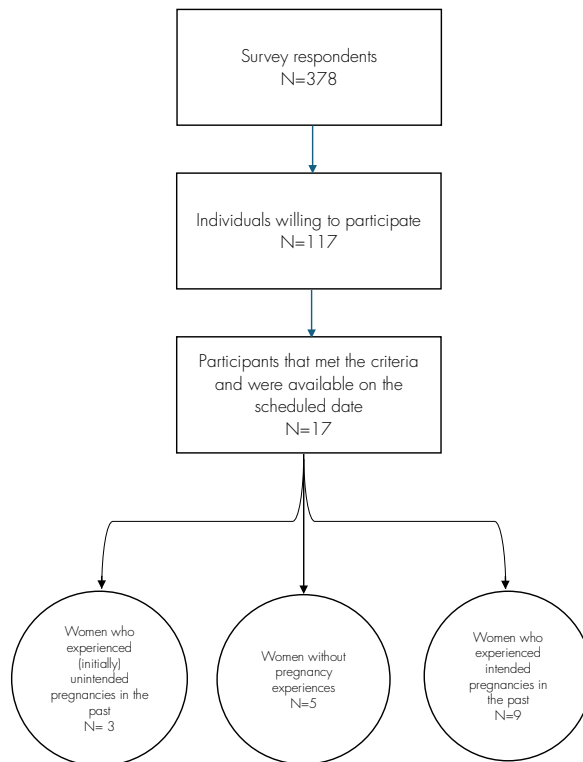 Survey respondents
N=378
Individuals willing to participate
N=117
Participants that met the criteria
and were available on the
scheduled date
N=17
Women who
experienced
(initially)
unintended
pregnancies in the
past
N= 3
Women without
pregnancy
experiences
N=5
Women who
experienced
intended
pregnancies in
the past
N=9